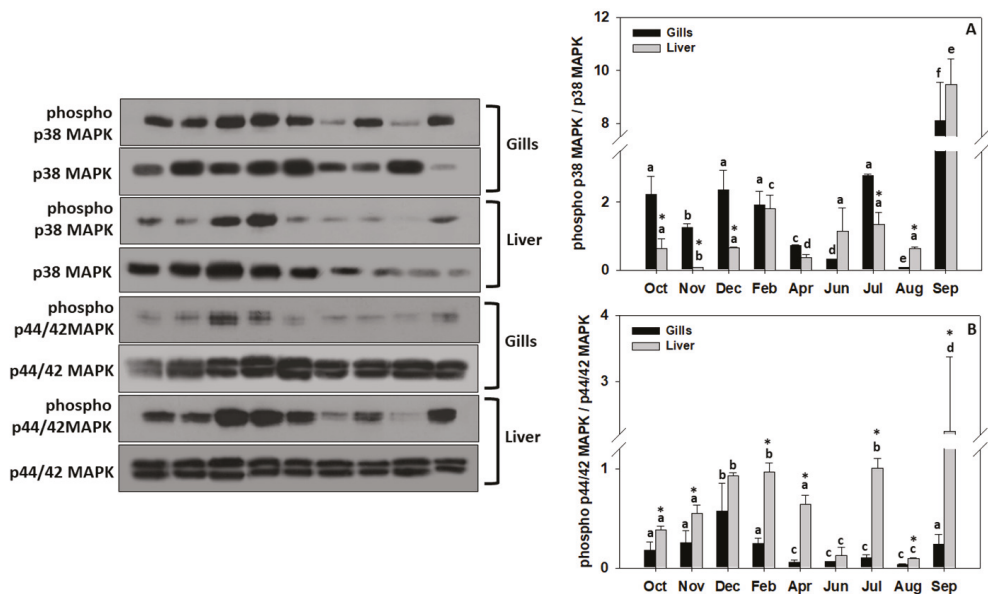 phospho
p38 MAPK
p38 MAPK
Gills
phospho
p38 MAPK
p38 MAPK
Liver
phospho
p44/42MAPK
p44/42 MAPK
Gills
phospho
p44/42MAPK
p44/42 MAPK
Liver
A
Gills
Liver
phospho p38 MAPK / p38 MAPK
12
10
8
2
0
a * a
b * b
a * a
a c
c d
d a
a * a
e * a
f e
Oct Nov Dec Feb Apr Jun Jul Aug Sep
B
Gills
Liver
phospho p44/42 MAPK / p44/42 MAPK
4
3
1
0
a * a
a * a
b b
a * b
c * a
c c
c * b
c * c
a * d
Oct Nov Dec Feb Apr Jun Jul Aug Sep